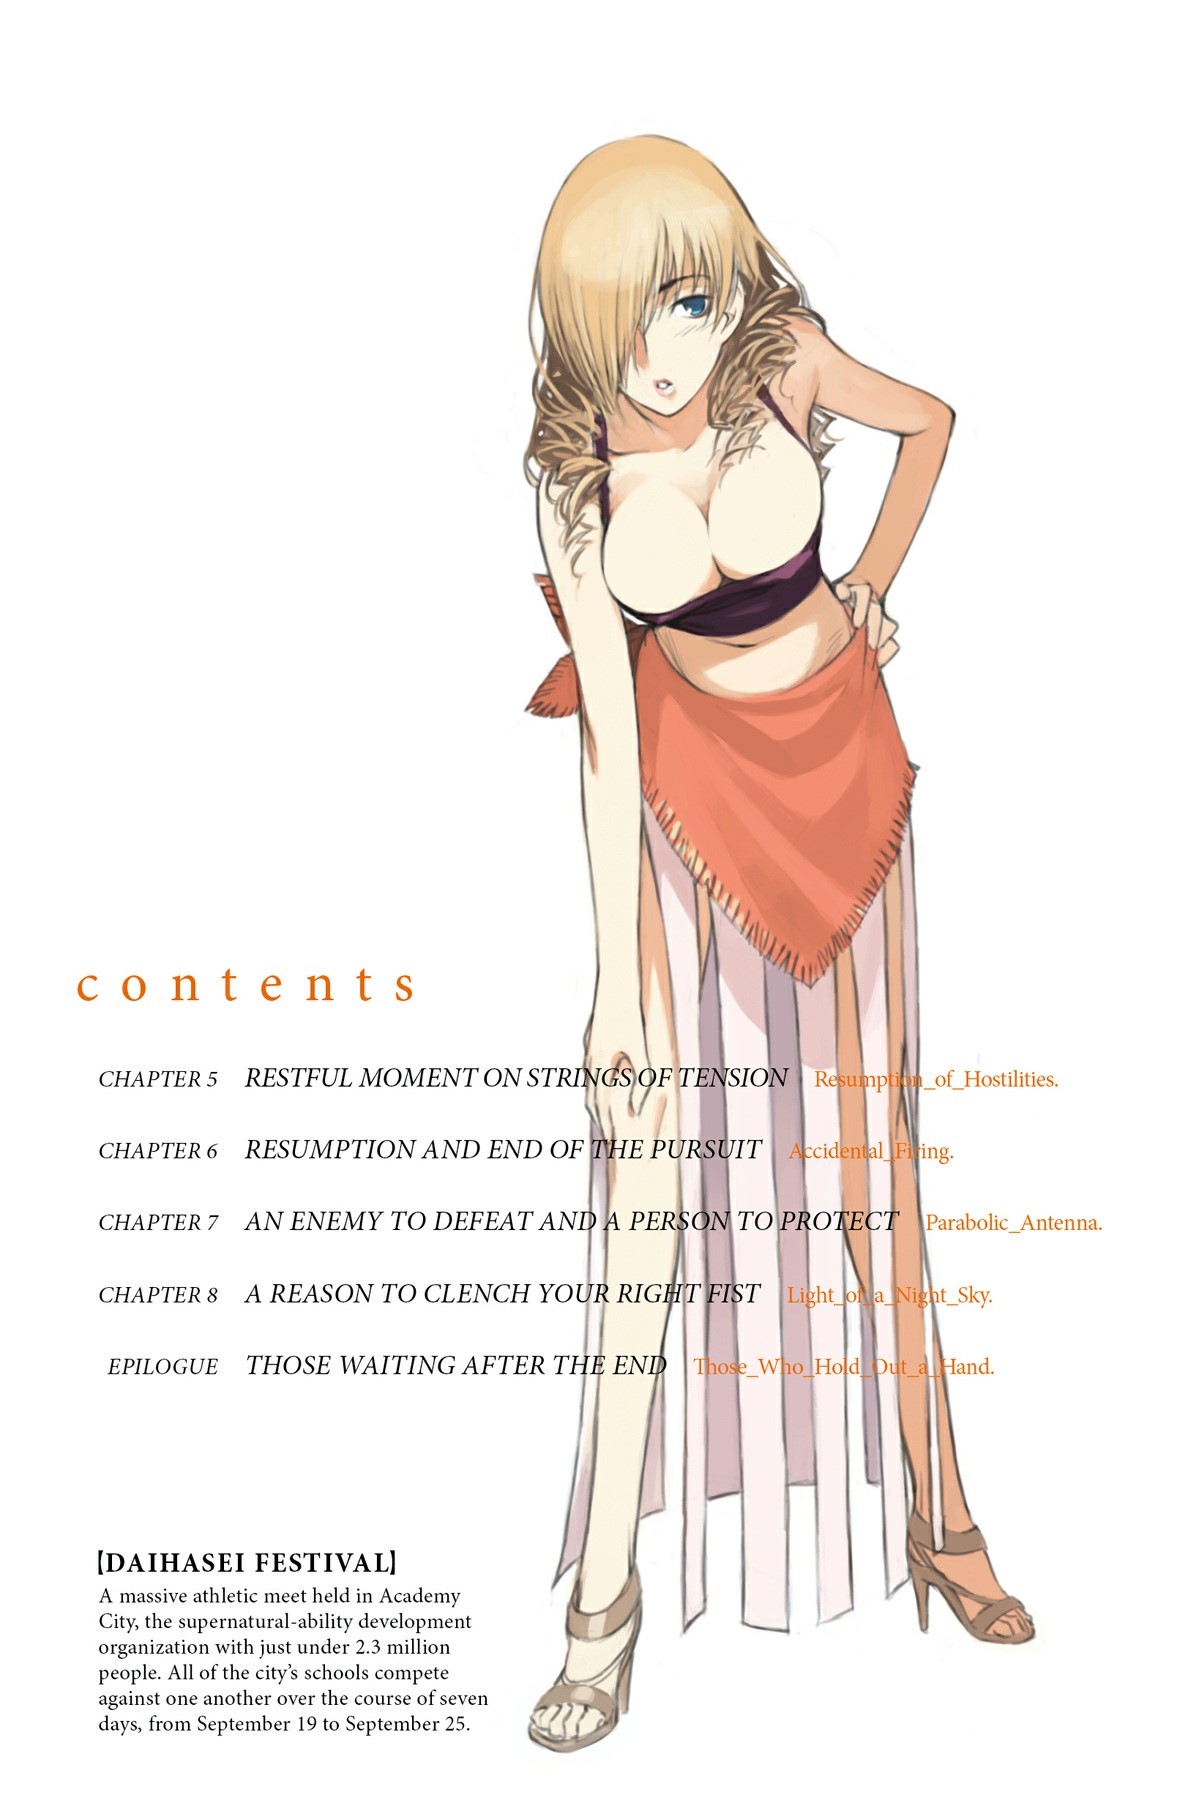 contents
CHAPTER 5 RESTFUL MOMENT ON STRINGS OF TENSION Resumption_of_Hostilities.
CHAPTER 6 RESUMPTION AND END OF THE PURSUIT Accidental_Firing.
CHAPTER 7 AN ENEMY TO DEFEAT AND A PERSON TO PROTECT Parabolic_Antenna.
CHAPTER 8 A REASON TO CLENCH YOUR RIGHT FIST Light_of_a_Night_Sky.
EPILOGUE THOSE WAITING AFTER THE END Those_Who_Hold_Out_a_Hand.
【DAIHASEI FESTIVAL】
A massive athletic meet held in Academy
City, the supernatural-ability development
organization with just under 2.3 million
people. All of the city’s schools compete
against one another over the course of seven
days, from September 19 to September 25.